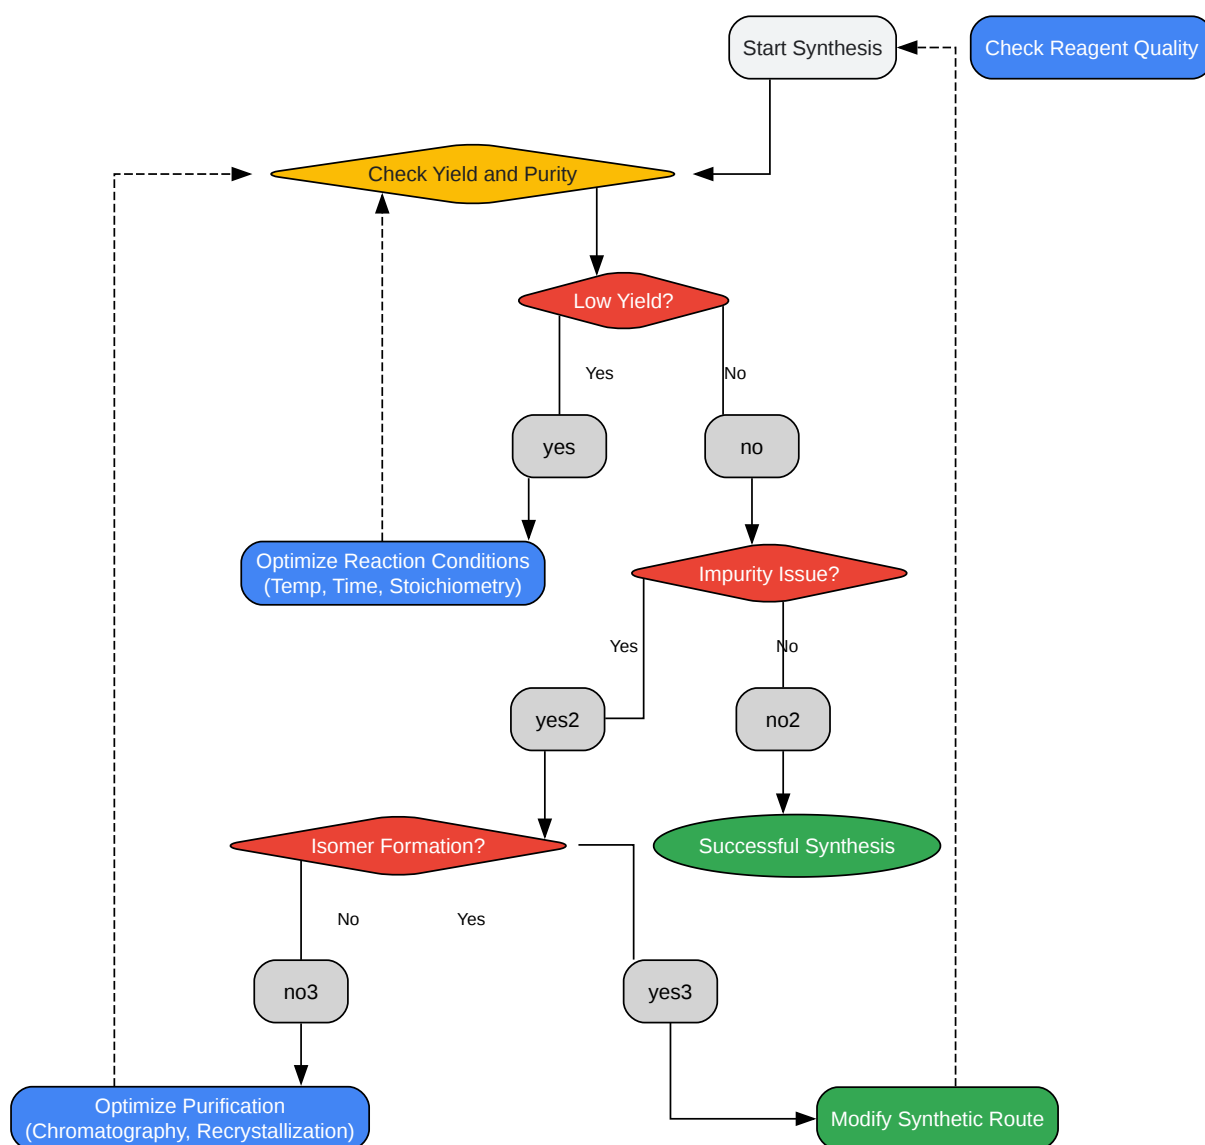 Start Synthesis
Check Reagent Quality
Check Yield and Purity
Low Yield?
Yes
No
yes
no
Optimize Reaction Conditions
(Temp, Time, Stoichiometry)
Impurity Issue?
Yes
No
yes2
no2
Isomer Formation?
Successful Synthesis
No
Yes
no3
yes3
Optimize Purification
(Chromatography, Recrystallization)
Modify Synthetic Route